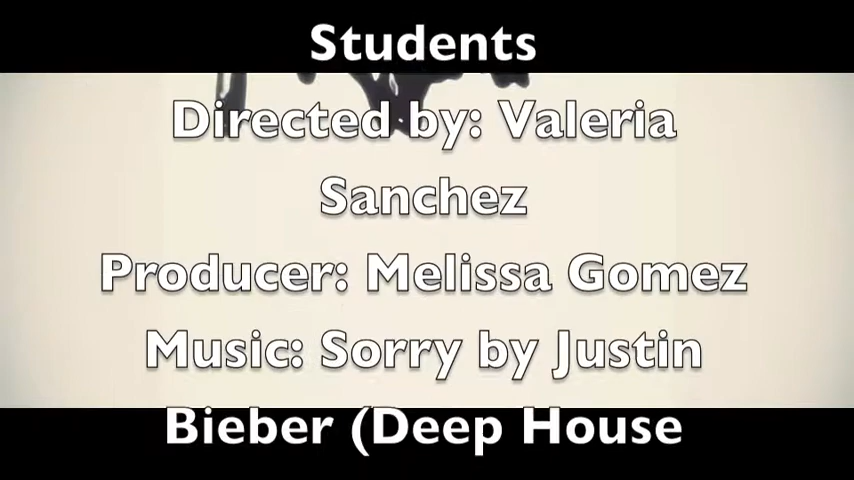 Students
Directed by: Valeria
Sanchez
Producer: Melissa Gomez
Music: Sorry by Justin
Bieber (Deep House